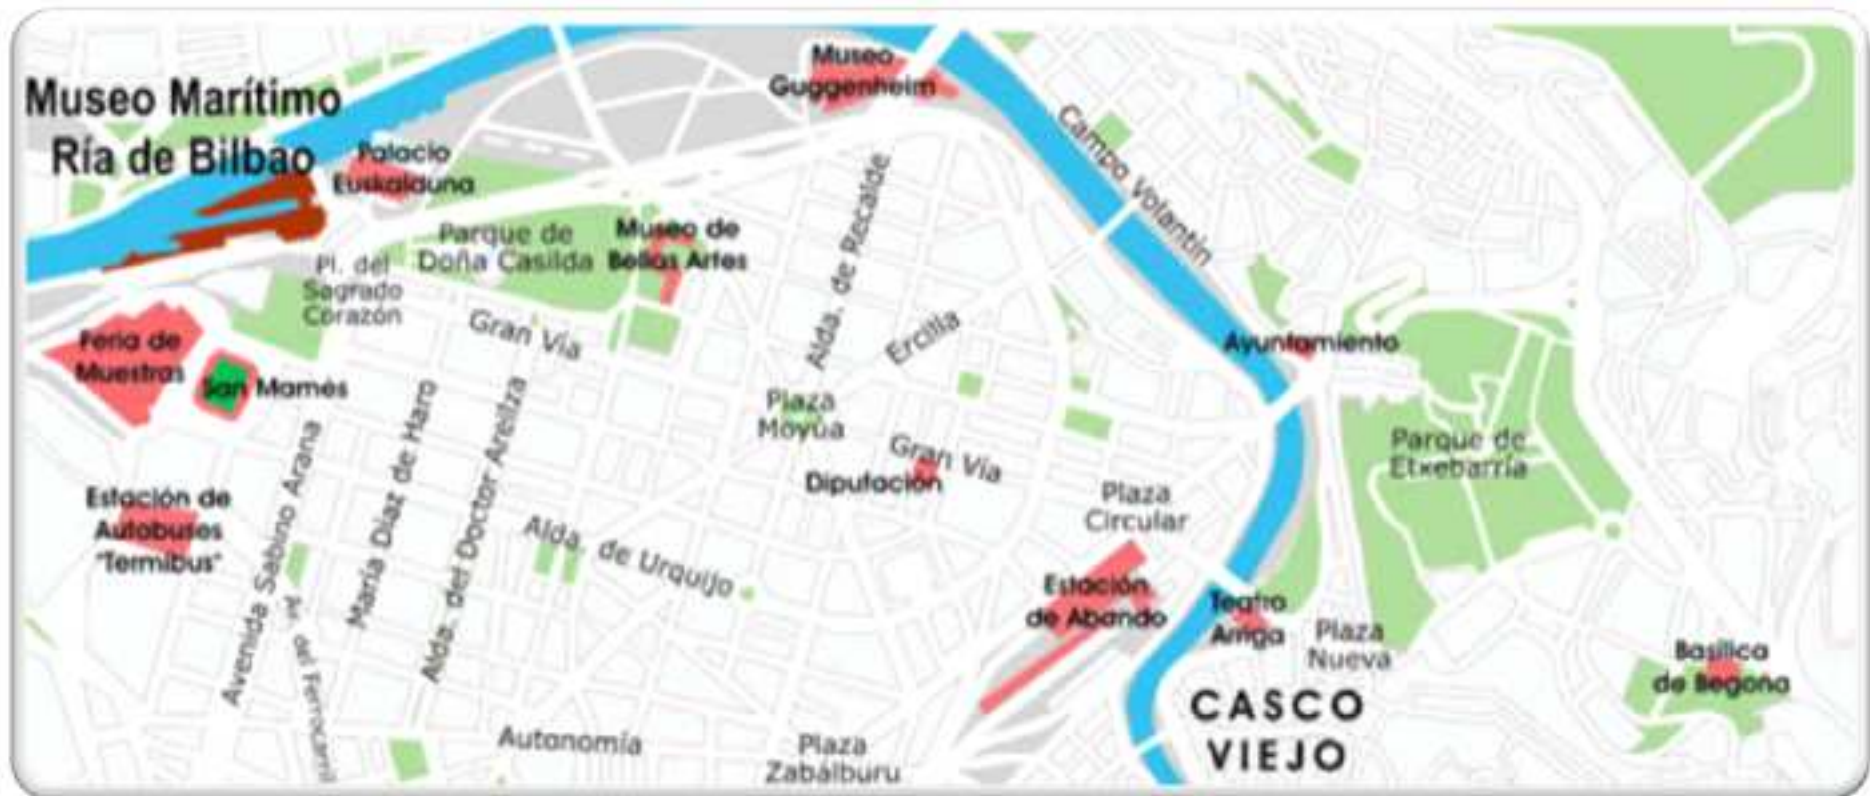 Museo Marítimo
Ría de Bilbao
Palacio
Euskalduna
Museo
Guggenheim
Campo Volantín
Parque de
Doña Casilda
Museo de
Bellas Artes
Alda. de Recalde
Pl. del
Sagrado
Corazón
Gran Vía
Ercilla
Feria de
Muestras
San Mamés
Ayuntamiento
Plaza
Moyúa
Gran Vía
Diputación
Parque de
Etxebarría
Plaza
Circular
Estación de
Autobuses
"Termibus"
Avenida Sabino Arana
María Díaz de Haro
Alda. del Doctor Areilza
Alda. de Urquijo
Av. del Ferrocarril
Estación
de Abando
Teatro
Arriaga
Plaza
Nueva
Basílica
de Begoña
CASCO
VIEJO
Autonomía
Plaza
Zabálburu